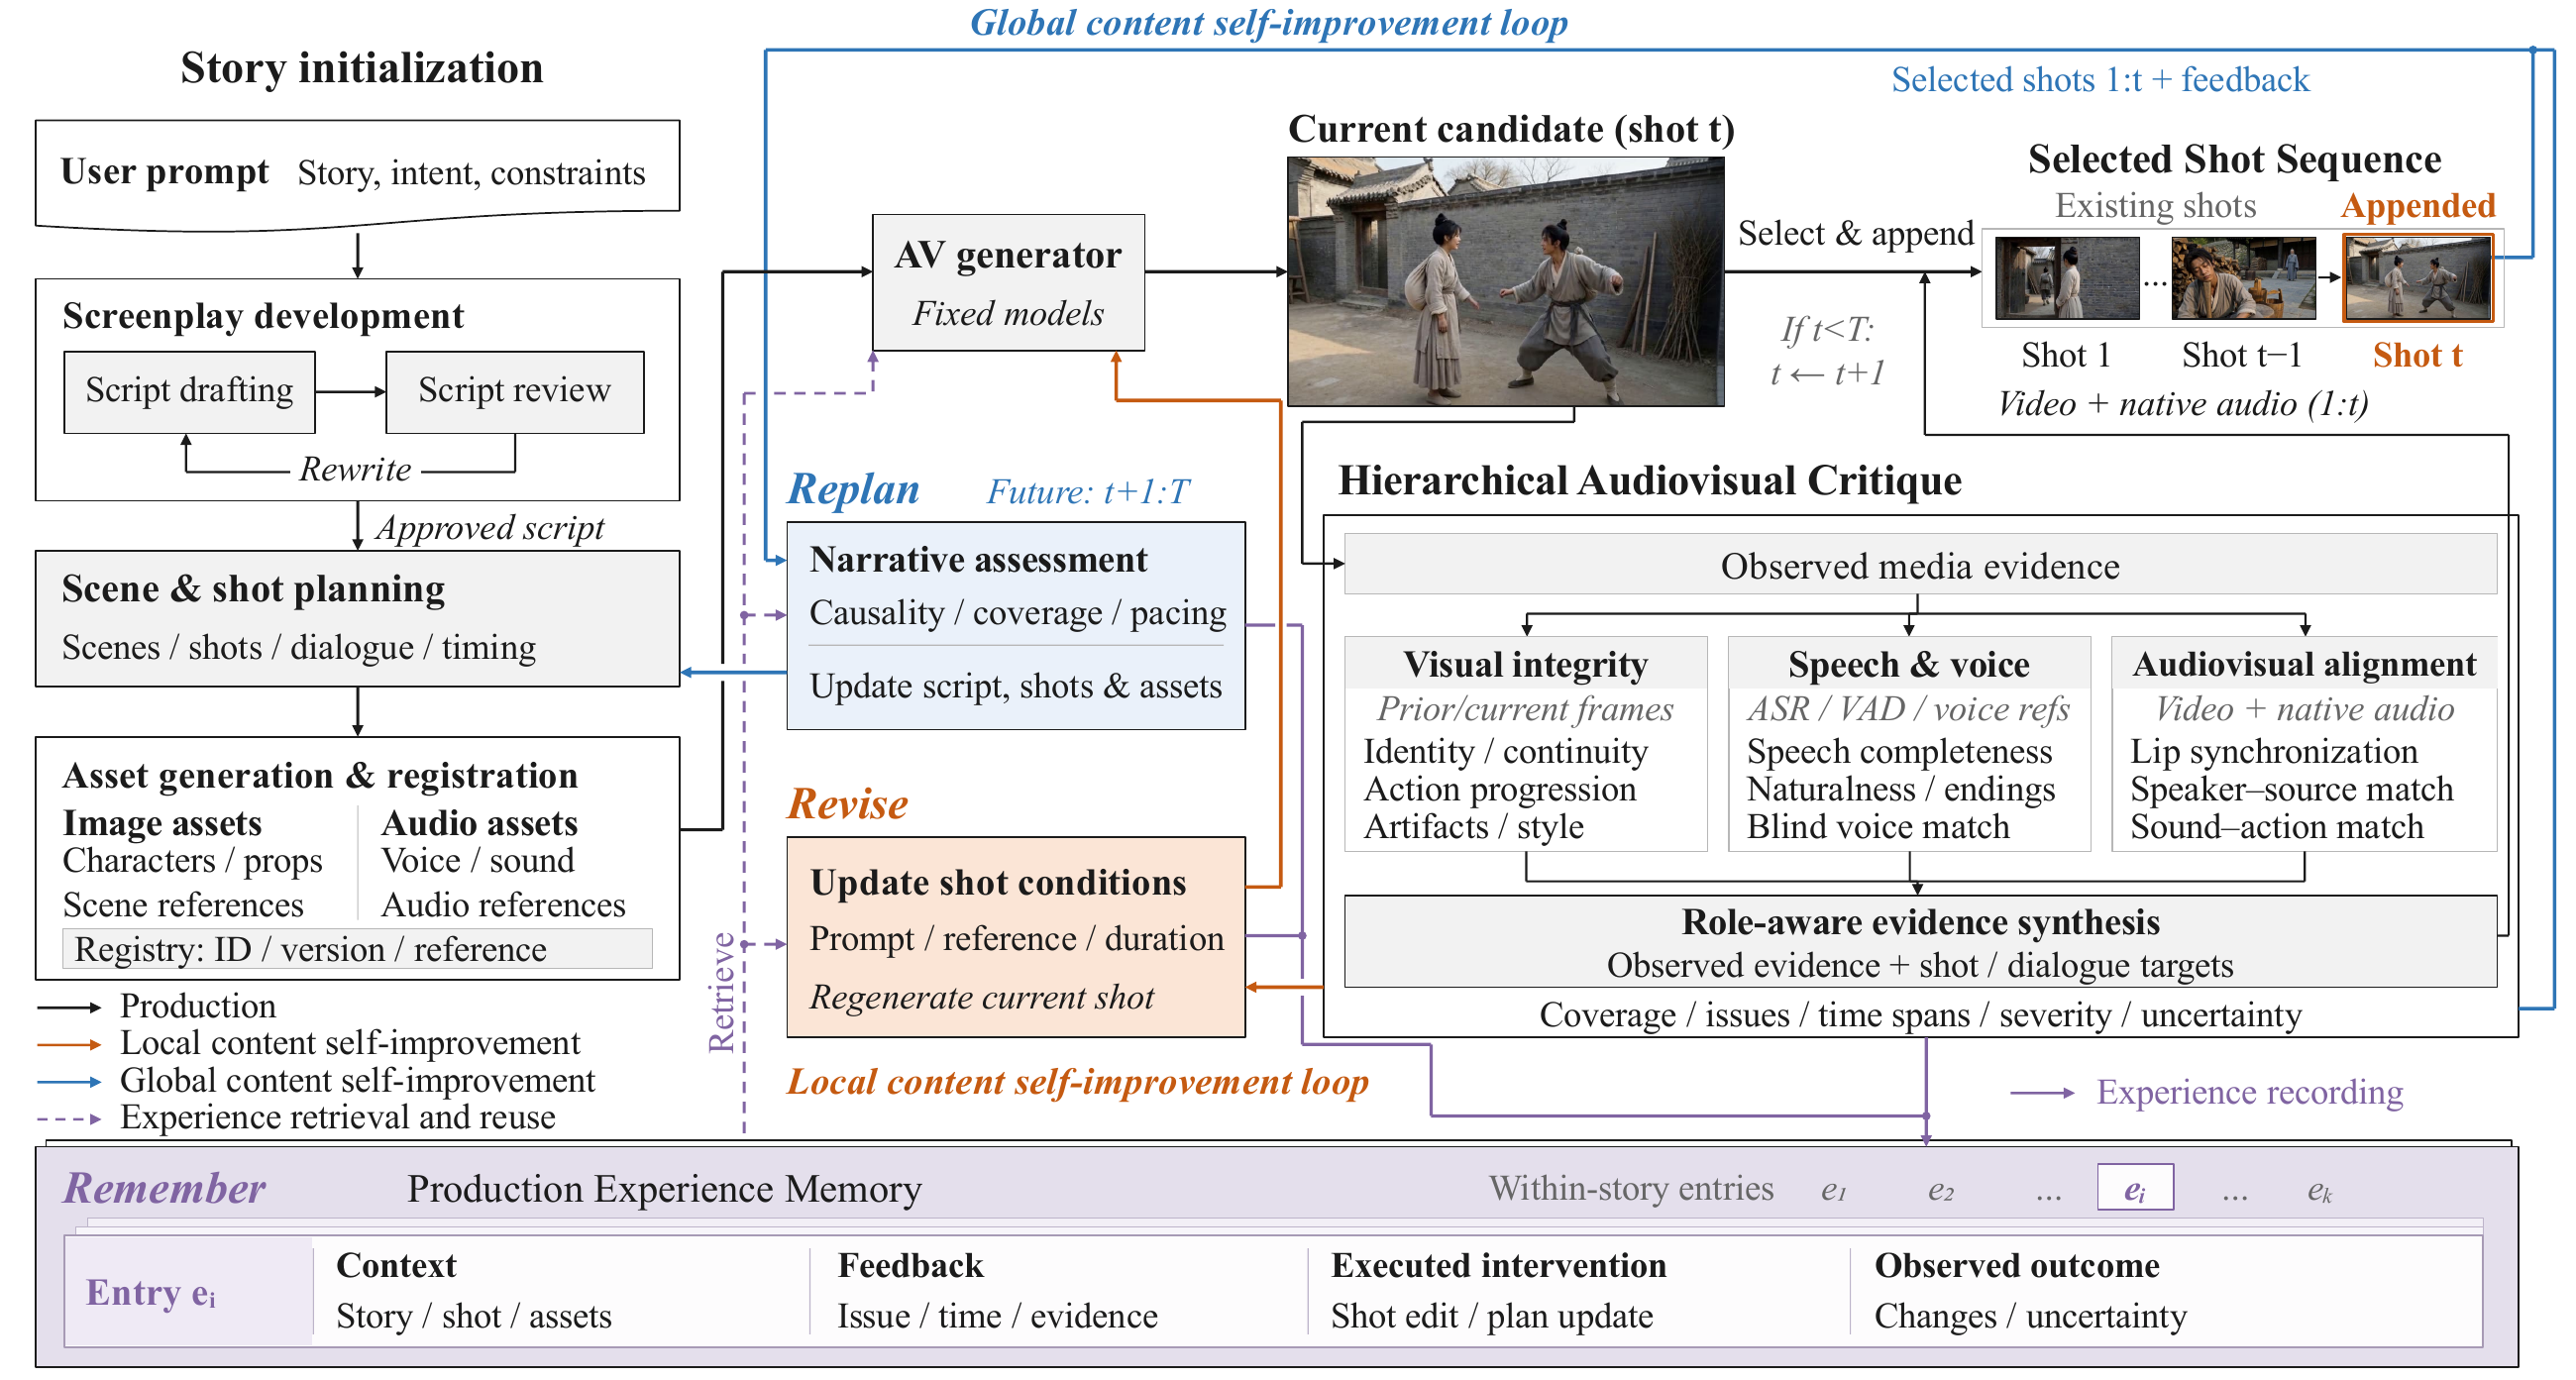 Global content self-improvement loop
Selected shots 1:t + feedback
Story initialization
User prompt Story, intent, constraints
Screenplay development
Script drafting
Script review
Rewrite
Approved script
Scene & shot planning
Scenes / shots / dialogue / timing
Asset generation & registration
Image assets
Characters / props
Scene references
Audio assets
Voice / sound
Audio references
Registry: ID / version / reference
Production
Local content self-improvement
Global content self-improvement
Experience retrieval and reuse
AV generator
Fixed models
Current candidate (shot t)
Select & append
If t<T:
t ← t+1
Selected Shot Sequence
Existing shots
Appended
...
Shot 1
Shot t−1
Shot t
Video + native audio (1:t)
Replan Future: t+1:T
Narrative assessment
Causality / coverage / pacing
Update script, shots & assets
Revise
Update shot conditions
Prompt / reference / duration
Regenerate current shot
Local content self-improvement loop
Retrieve
Hierarchical Audiovisual Critique
Observed media evidence
Visual integrity
Prior/current frames
Identity / continuity
Action progression
Artifacts / style
Speech & voice
ASR / VAD / voice refs
Speech completeness
Naturalness / endings
Blind voice match
Audiovisual alignment
Video + native audio
Lip synchronization
Speaker–source match
Sound–action match
Role-aware evidence synthesis
Observed evidence + shot / dialogue targets
Coverage / issues / time spans / severity / uncertainty
Experience recording
Remember Production Experience Memory
Within-story entries e₁ e₂ ... eᵢ ... eₖ
Entry eᵢ
Context
Story / shot / assets
Feedback
Issue / time / evidence
Executed intervention
Shot edit / plan update
Observed outcome
Changes / uncertainty